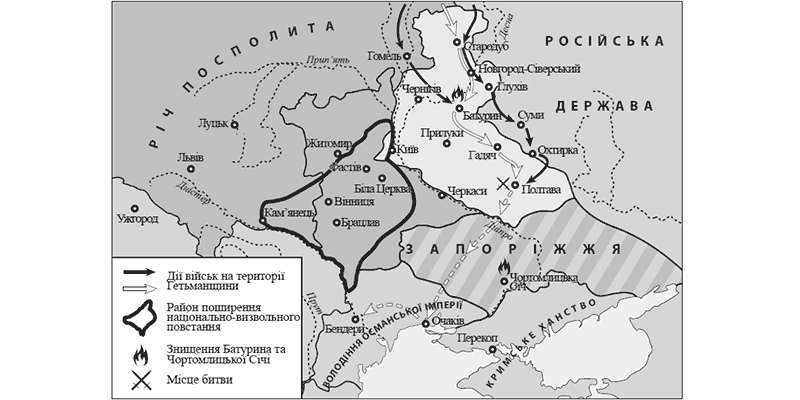 РІЧ ПОСПОЛИТА
РОСІЙСЬКА
ДЕРЖАВА
Десна
Стародуб
Гомель
Прип’ять
Новгород-Сіверський
Чернігів
Глухів
Батурин
Суми
Луцьк
Прилуки
Житомир
Київ
Гадяч
Охтирка
Львів
Фастів
Біла Церква
Полтава
Дністер
Черкаси
Вінниця
Кам’янець
Ужгород
Брацлав
Дніпро
ЗАПОРІЖЖЯ
Чортомлицька
Січ
Прут
Бендери
Очаків
ВОЛОДІННЯ ОСМАНСЬКОЇ ІМПЕРІЇ
Перекоп
КРИМСЬКЕ ХАНСТВО
Дії військ на території
Гетьманщини
Район поширення
національно-визвольного
повстання
Знищення Батурина та
Чортомлицької Січі
Місце битви